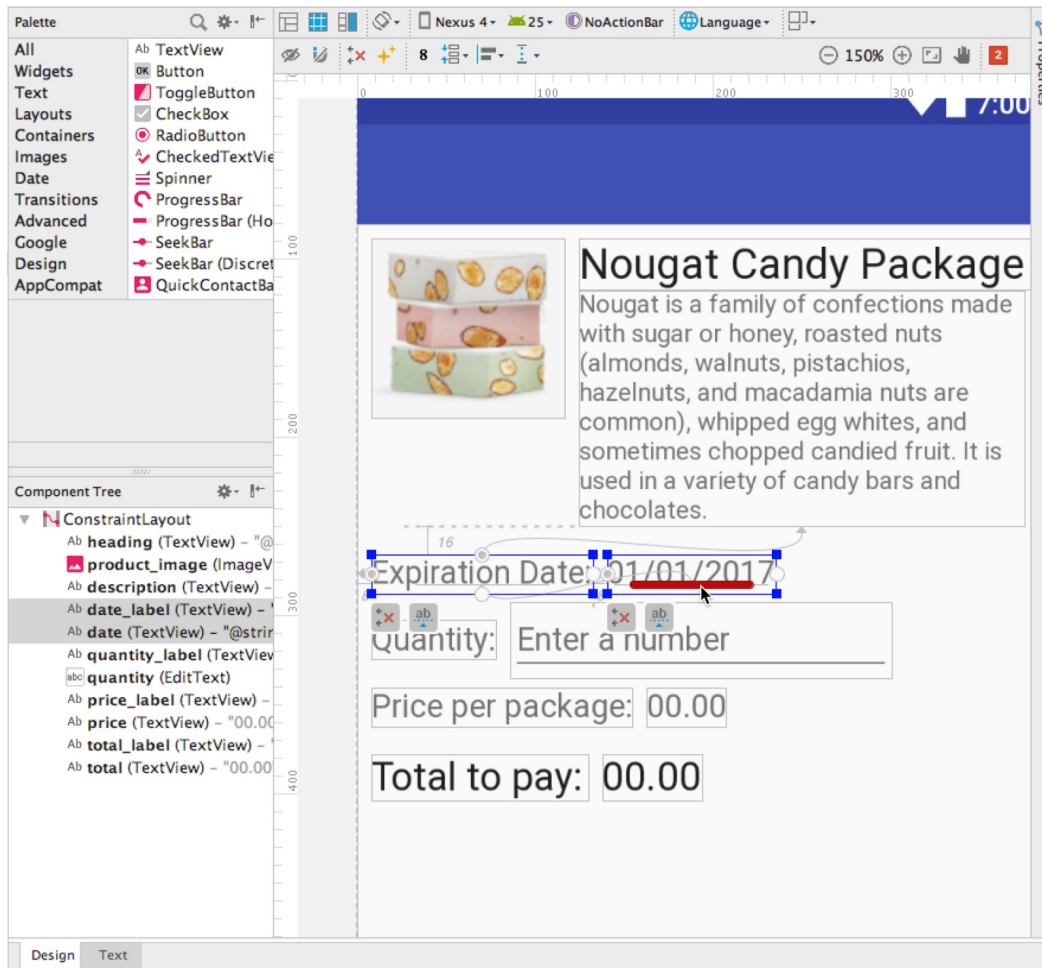 Palette
Nexus 4
25
NoActionBar
Language
All
Widgets
Text
Layouts
Containers
Images
Date
Transitions
Advanced
Google
Design
AppCompat
Ab TextView
OK Button
ToggleButton
CheckBox
RadioButton
CheckedTextVie
Spinner
ProgressBar
ProgressBar (Ho
SeekBar
SeekBar (Discret
QuickContactBa
8
150%
2
Properties
0
100
200
300
100
200
300
400
7:00
Nougat Candy Package
Nougat is a family of confections made
with sugar or honey, roasted nuts
(almonds, walnuts, pistachios,
hazelnuts, and macadamia nuts are
common), whipped egg whites, and
sometimes chopped candied fruit. It is
used in a variety of candy bars and
chocolates.
16
Expiration Date: 01/01/2017
ab
ab
Quantity: Enter a number
Price per package: 00.00
Total to pay: 00.00
Component Tree
ConstraintLayout
Ab heading (TextView) – "@
product_image (ImageV
Ab description (TextView) –
Ab date_label (TextView) – "
Ab date (TextView) – "@strin
Ab quantity_label (TextView
abc quantity (EditText)
Ab price_label (TextView) –
Ab price (TextView) – "00.00
Ab total_label (TextView) – "
Ab total (TextView) – "00.00"
Design
Text